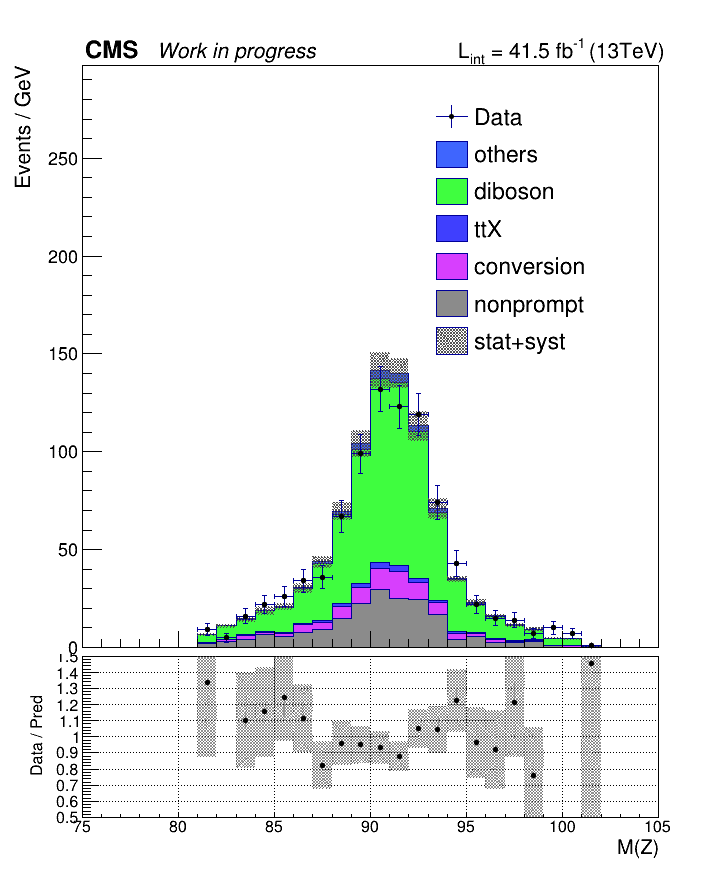 CMS Work in progress L_int = 41.5 fb^-1 (13TeV)
Events / GeV
250
200
150
100
50
0
Data
others
diboson
ttX
conversion
nonprompt
stat+syst
Data / Pred
1.5
1.4
1.3
1.2
1.1
1
0.9
0.8
0.7
0.6
0.5
75 80 85 90 95 100 105
M(Z)